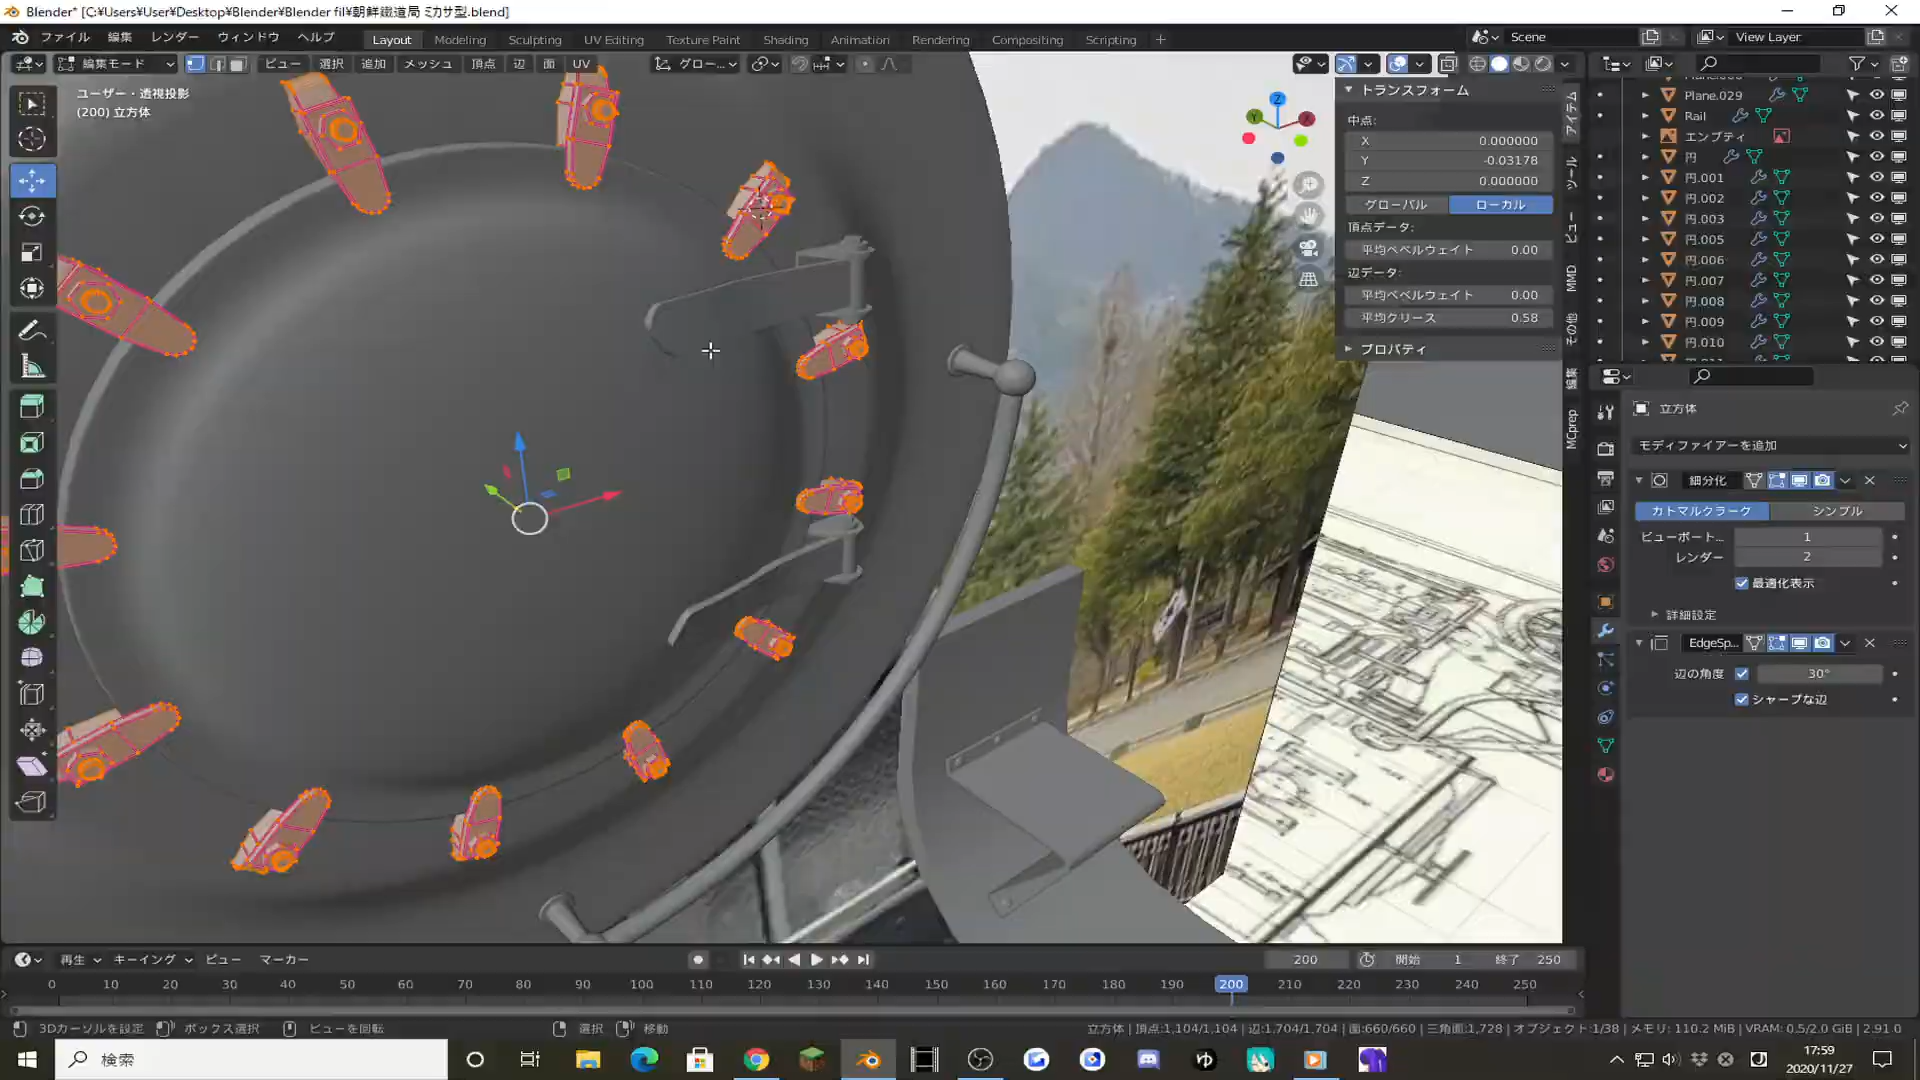 Blender* [C:¥Users¥User¥Desktop¥Blender¥Blender fil¥朝鮮鐵道局 ミカサ型.blend]
ファイル 編集 レンダー ウィンドウ ヘルプ Layout Modeling Sculpting UV Editing Texture Paint Shading Animation Rendering Compositing Scripting + Scene View Layer
編集モード ビュー 選択 追加 メッシュ 頂点 辺 面 UV グロー...
ユーザー・透視投影
(200) 立方体
トランスフォーム
中点:
X 0.000000
Y -0.03178
Z 0.000000
グローバル ローカル
頂点データ:
平均ベベルウェイト 0.00
辺データ:
平均ベベルウェイト 0.00
平均クリース 0.58
プロパティ
アイテム
ツール
ビュー
MMD
その他
編集
MCprep
Z
Y
X
Plane.029
Rail
エンプティ
円
円.001
円.002
円.003
円.005
円.006
円.007
円.008
円.009
円.010
立方体
モディファイアーを追加
細分化
カトマルクラーク シンプル
ビューポート... 1
レンダー 2
最適化表示
詳細設定
EdgeSp...
辺の角度 30°
シャープな辺
再生 キーイング ビュー マーカー 200 開始 1 終了 250
0 10 20 30 40 50 60 70 80 90 100 110 120 130 140 150 160 170 180 190 200 210 220 230 240 250
3Dカーソルを設定 ボックス選択 ビューを回転 選択 移動 立方体 | 頂点:1,104/1,104 | 辺:1,704/1,704 | 面:660/660 | 三角面:1,728 | オブジェクト:1/38 | メモリ: 110.2 MiB | VRAM: 0.5/2.0 GiB | 2.91.0
検索
ゆ
17:59
2020/11/27